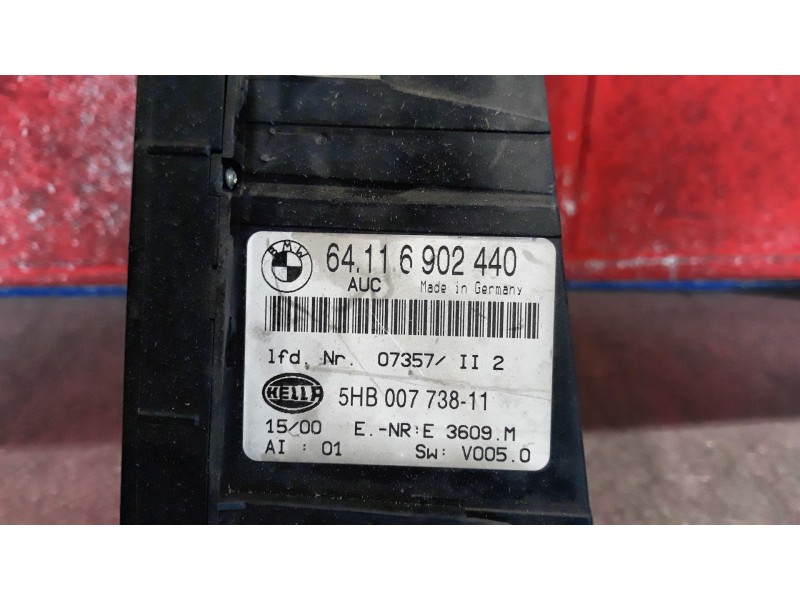 BMW 64.11 6 902 440
AUC Made in Germany
lfd. Nr. 07357/ II 2
HELLA 5HB 007 738-11
15/00 E.-NR:E 3609.M
AI : 01 Sw: V005.0